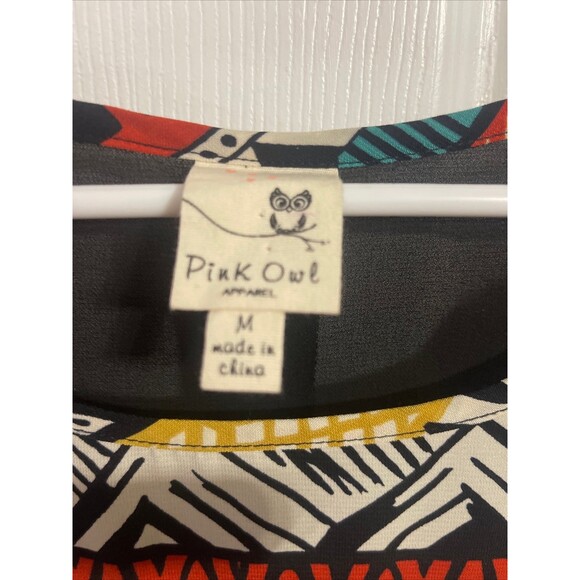 Pink Owl
APPAREL
M
made in
china